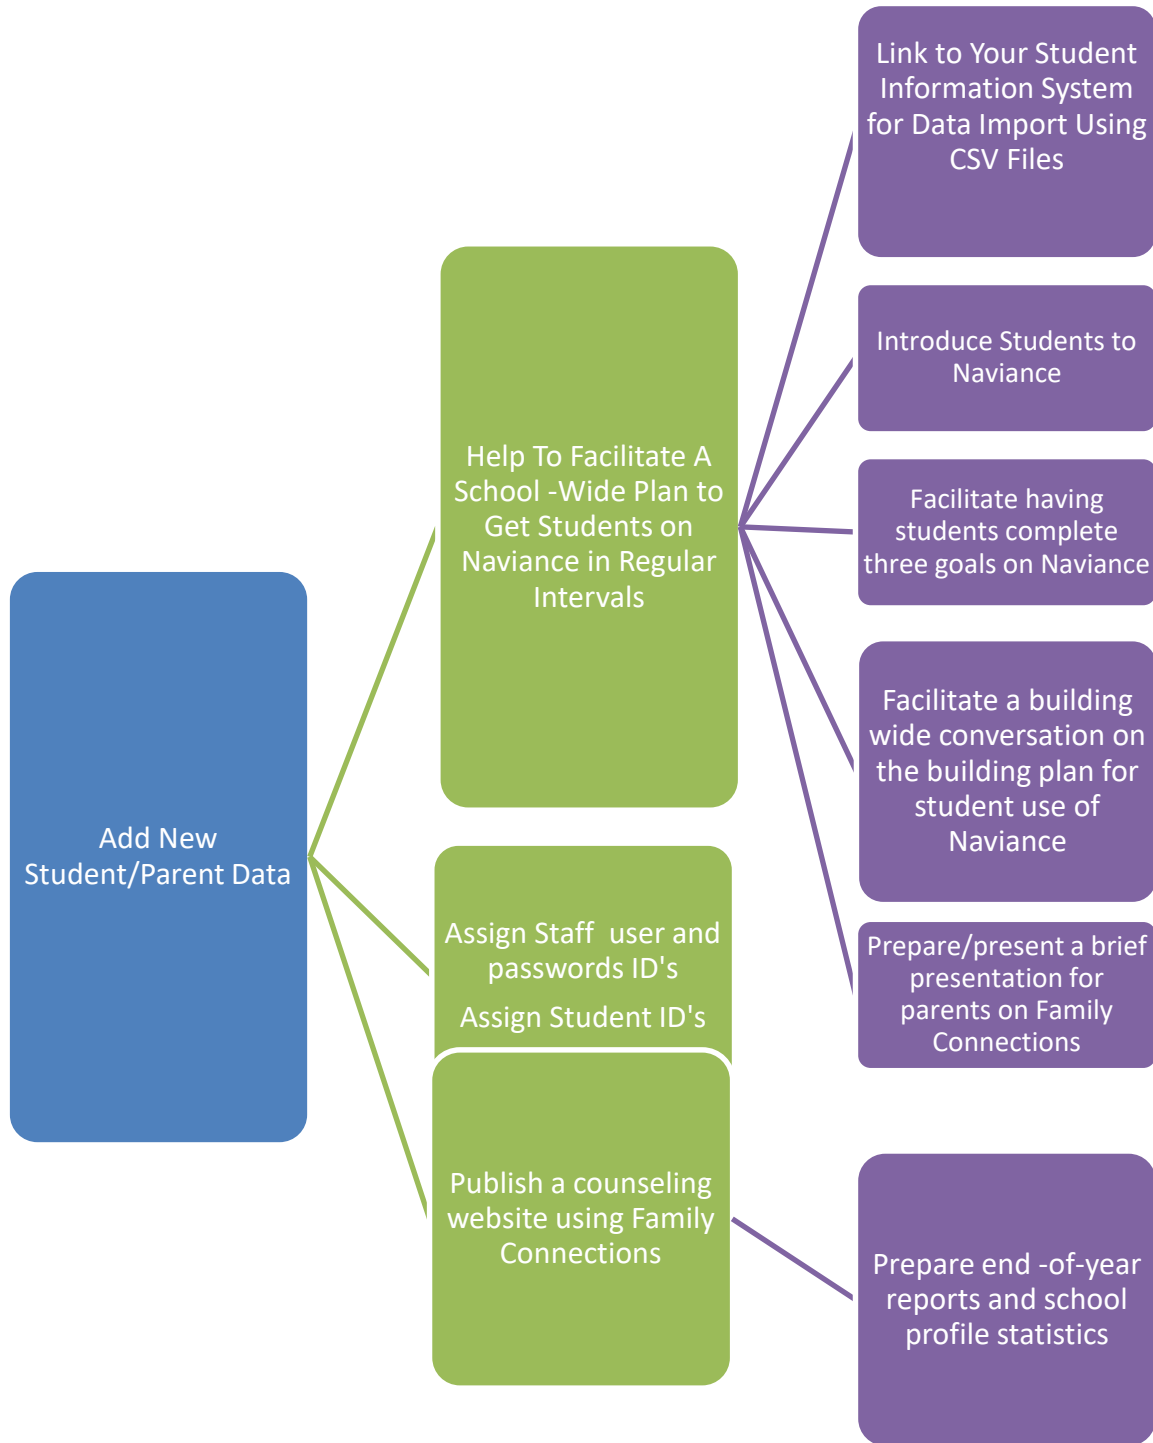 Add New
Student/Parent Data
Help To Facilitate A
School -Wide Plan to
Get Students on
Naviance in Regular
Intervals
Assign Staff  user and
passwords ID's
Assign Student ID's
Publish a counseling
website using Family
Connections
Link to Your Student
Information System
for Data Import Using
CSV Files
Introduce Students to
Naviance
Facilitate having
students complete
three goals on Naviance
Facilitate a building
wide conversation on
the building plan for
student use of
Naviance
Prepare/present a brief
presentation for
parents on Family
Connections
Prepare end -of-year
reports and school
profile statistics